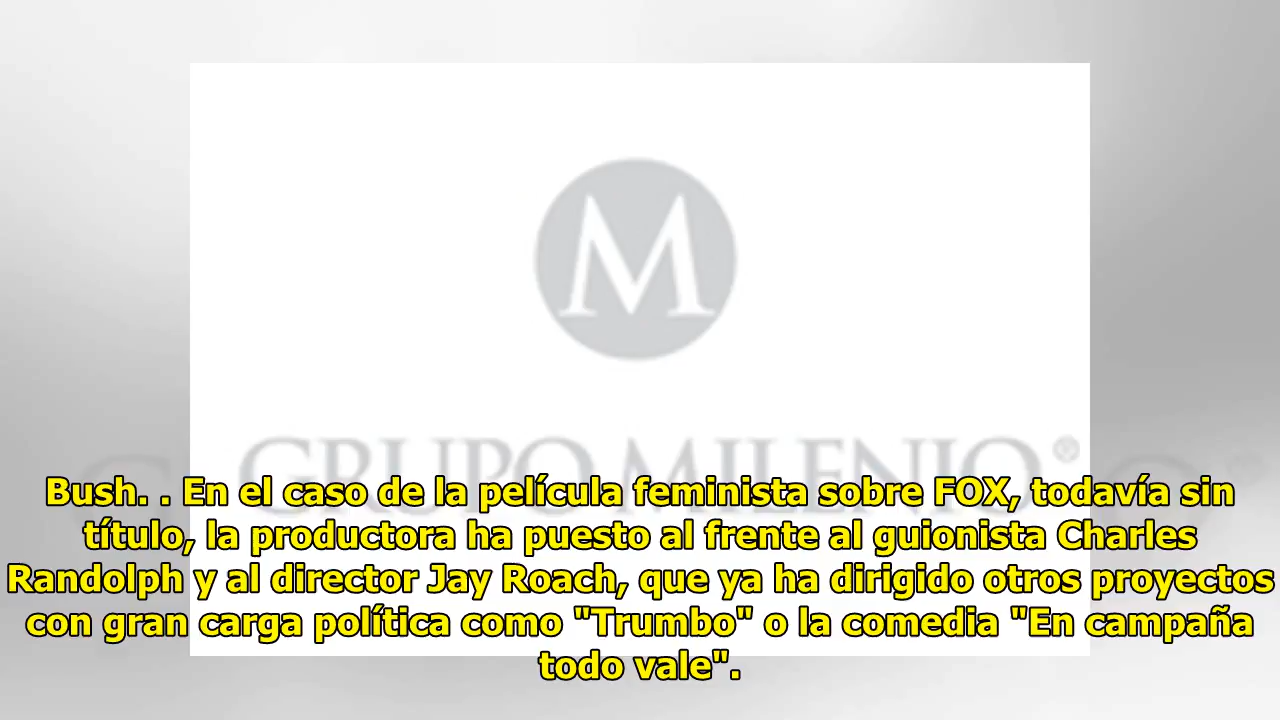 M
GRUPO MILENIO®
Bush. . En el caso de la película feminista sobre FOX, todavía sin
título, la productora ha puesto al frente al guionista Charles
Randolph y al director Jay Roach, que ya ha dirigido otros proyectos
con gran carga política como "Trumbo" o la comedia "En campaña
todo vale".